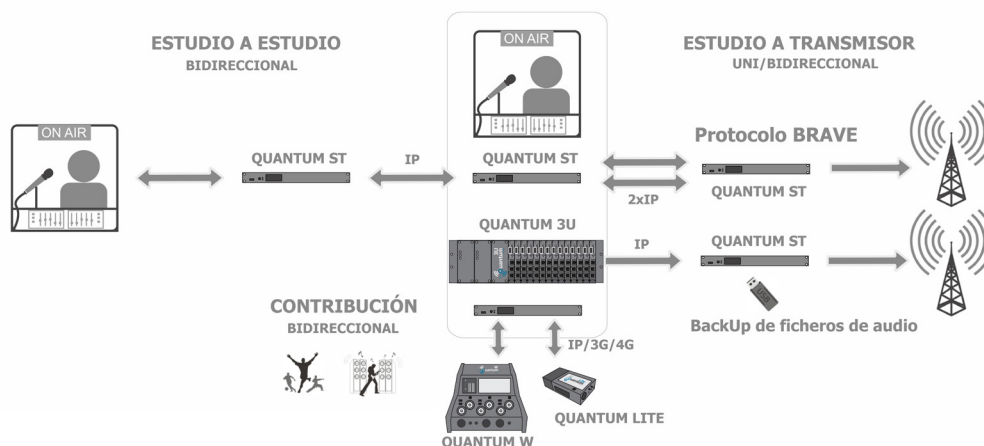 ON AIR
ESTUDIO A ESTUDIO
BIDIRECCIONAL
ESTUDIO A TRANSMISOR
UNI/BIDIRECCIONAL
ON AIR
QUANTUM ST
IP
QUANTUM ST
Protocolo BRAVE
2xIP
QUANTUM ST
QUANTUM 3U
IP
QUANTUM ST
CONTRIBUCIÓN
BIDIRECCIONAL
BackUp de ficheros de audio
IP/3G/4G
QUANTUM LITE
QUANTUM W